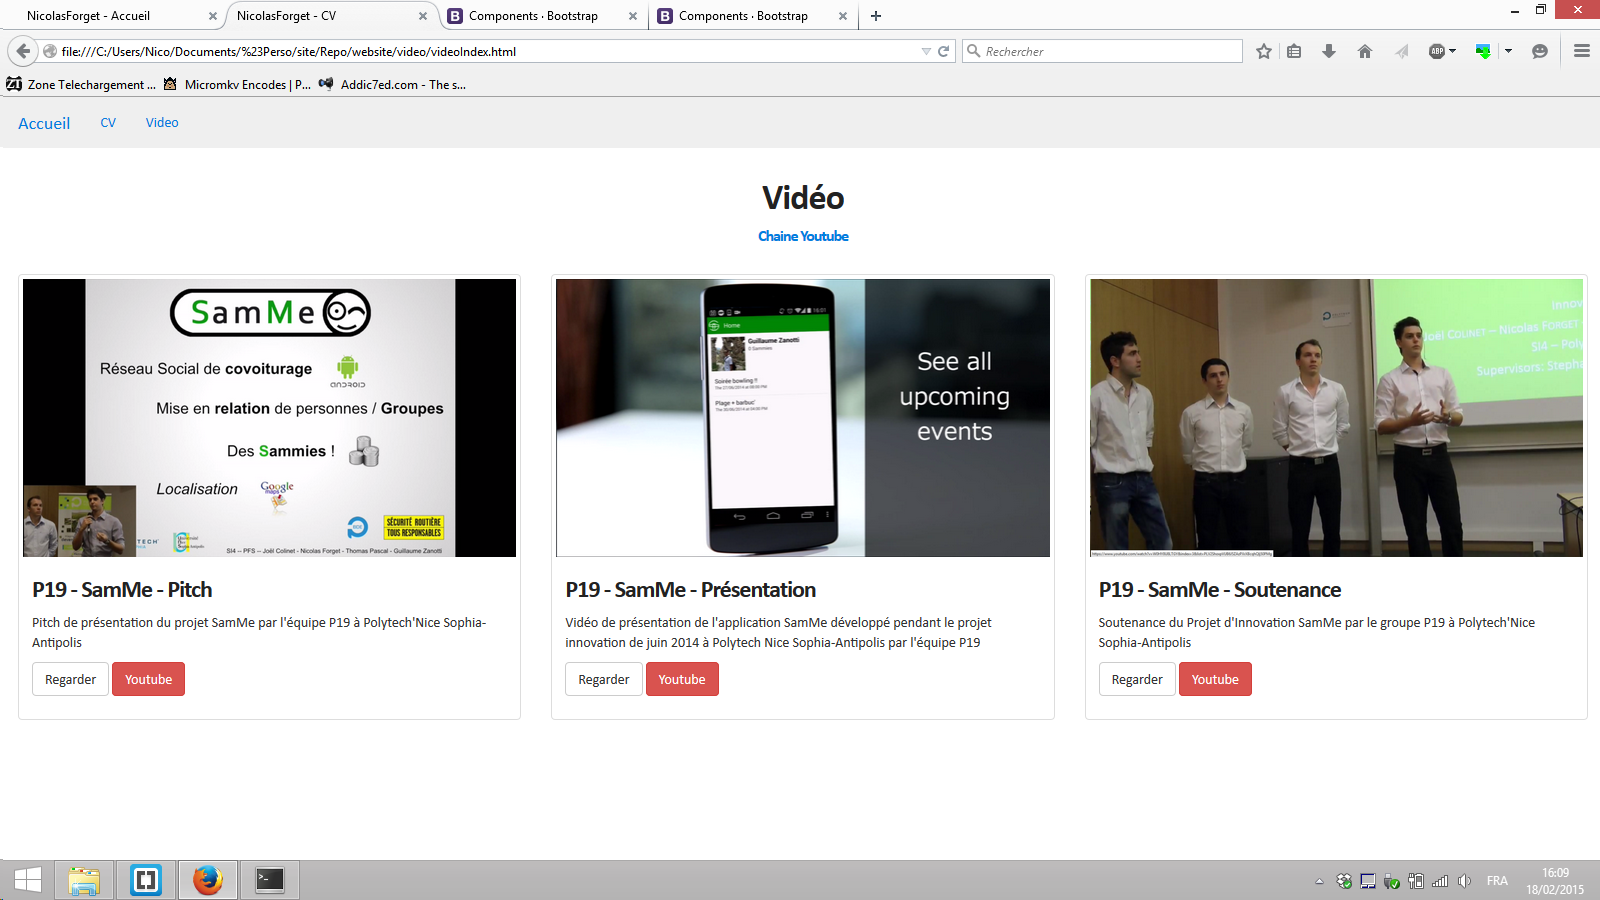 NicolasForget - Accueil
NicolasForget - CV
Components · Bootstrap
Components · Bootstrap
file:///C:/Users/Nico/Documents/%23Perso/site/Repo/website/video/videoIndex.html
Rechercher
ABP
Zone Telechargement ...
Micromkv Encodes | P...
Addic7ed.com - The s...
Accueil
CV
Video
Vidéo
Chaine Youtube
SamMe
Réseau Social de covoiturage
ANDROID
Mise en relation de personnes / Groupes
Des Sammies !
Localisation
Google
maps
SÉCURITÉ ROUTIÈRE
TOUS RESPONSABLES
SI4 -- PFS -- Joël Colinet - Nicolas Forget - Thomas Pascal - Guillaume Zanotti
16:01
Home
Guillaume Zanotti
0 Sammies
Soirée bowling !!
Plage + barbuc'
See all
upcoming
events
Innov
Joël Colinet – Nicolas Forget
SI4 – Poly
Supervisors: Steph
P19 - SamMe - Pitch
Pitch de présentation du projet SamMe par l'équipe P19 à Polytech'Nice Sophia-
Antipolis
Regarder
Youtube
P19 - SamMe - Présentation
Vidéo de présentation de l'application SamMe développé pendant le projet
innovation de juin 2014 à Polytech Nice Sophia-Antipolis par l'équipe P19
Regarder
Youtube
P19 - SamMe - Soutenance
Soutenance du Projet d'Innovation SamMe par le groupe P19 à Polytech'Nice
Sophia-Antipolis
Regarder
Youtube
FRA
16:09
18/02/2015